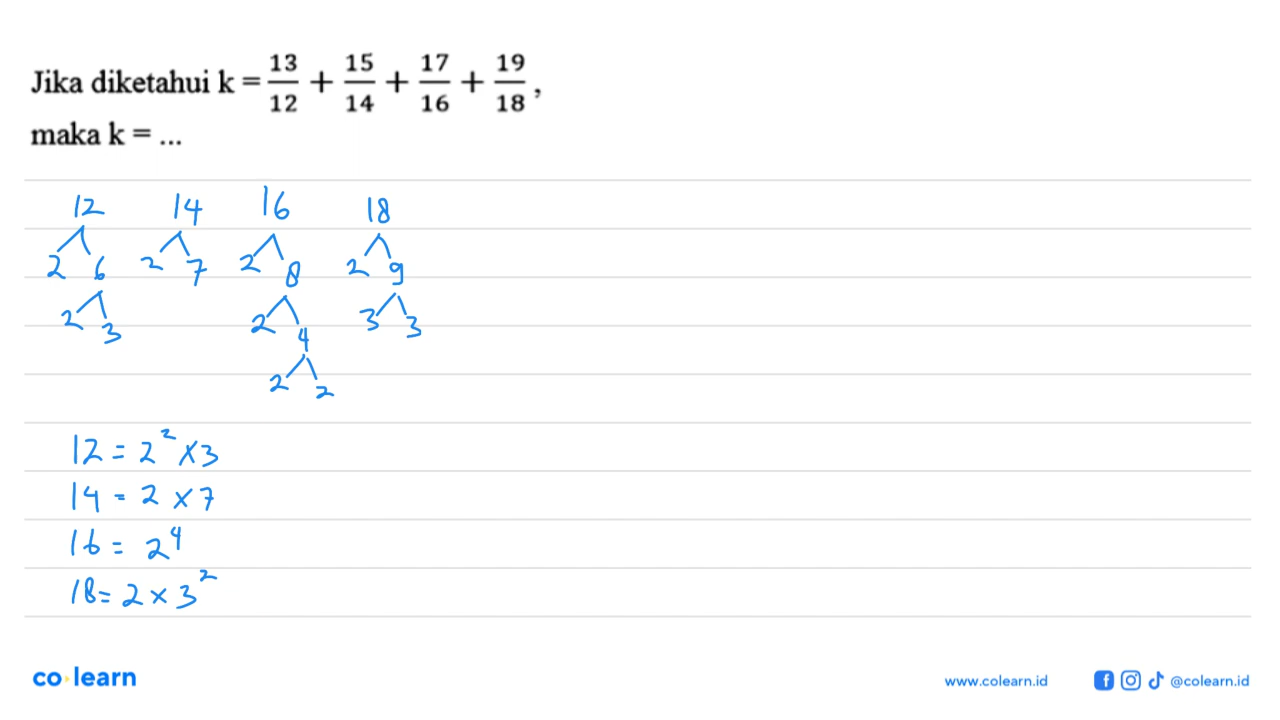 Jika diketahui k = 13/12 + 15/14 + 17/16 + 19/18 ,
maka k = ...
12 14 16 18
2 6 2 7 2 8 2 9
2 3 2 4 3 3
2 2
12 = 2² × 3
14 = 2 × 7
16 = 2⁴
18 = 2 × 3²
co·learn www.colearn.id @colearn.id